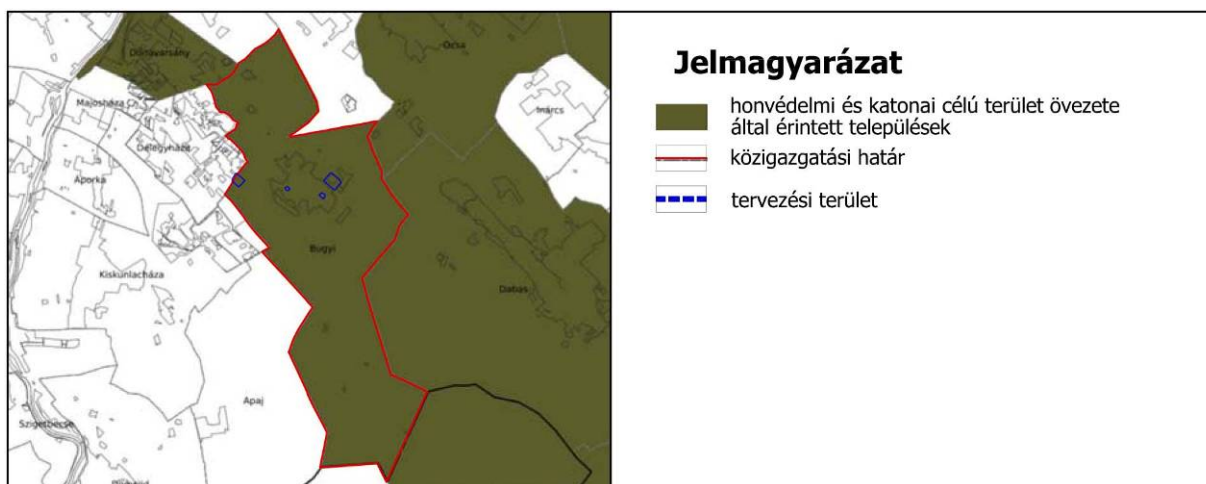 Jelmagyarázat
honvédelmi és katonai célú terület övezete
által érintett települések
közigazgatási határ
tervezési terület
Dunavarsány
Ócsa
Majosháza
Inárcs
Délegyháza
Áporka
Bugyi
Kiskunlacháza
Dabas
Apaj
Szigetbecse